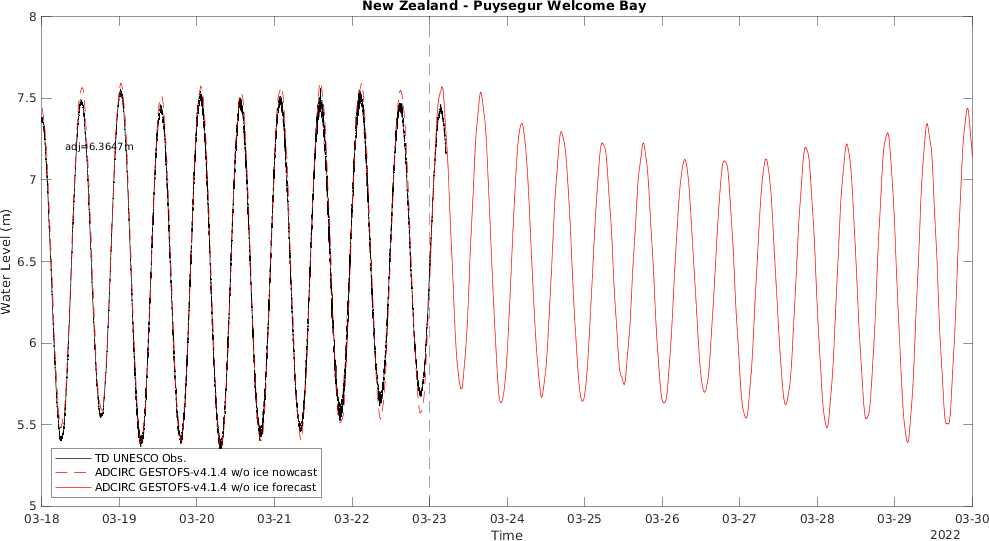 New Zealand - Puysegur Welcome Bay
8
7.5
7
6.5
6
5.5
5
Water Level (m)
adj=6.3647m
TD UNESCO Obs.
ADCIRC GESTOFS-v4.1.4 w/o ice nowcast
ADCIRC GESTOFS-v4.1.4 w/o ice forecast
03-18 03-19 03-20 03-21 03-22 03-23 03-24 03-25 03-26 03-27 03-28 03-29 03-30
Time
2022